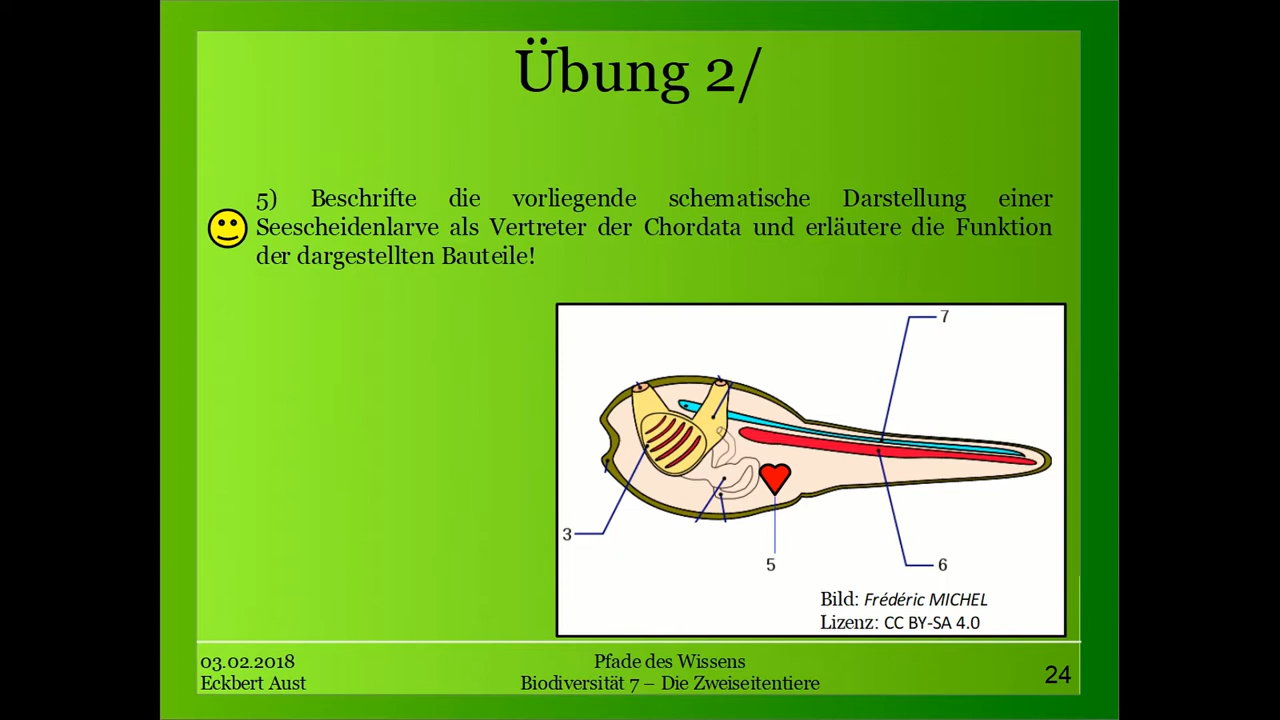 Übung 2/
5) Beschrifte die vorliegende schematische Darstellung einer
Seescheidenlarve als Vertreter der Chordata und erläutere die Funktion
der dargestellten Bauteile!
7
3
5
6
Bild: Frédéric MICHEL
Lizenz: CC BY-SA 4.0
03.02.2018
Eckbert Aust
Pfade des Wissens
Biodiversität 7 – Die Zweiseitentiere
24